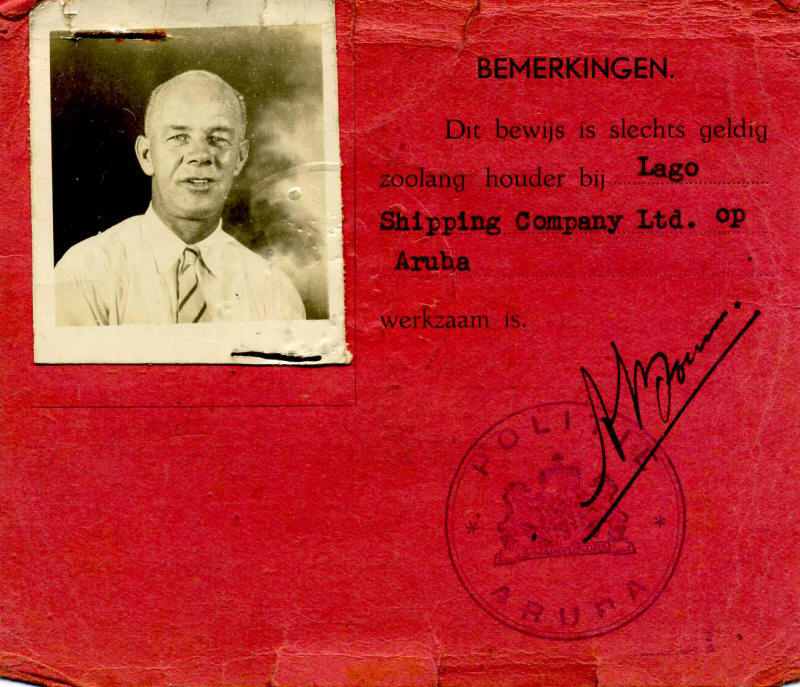 BEMERKINGEN.
Dit bewijs is slechts geldig
zoolang houder bij Lago
Shipping Company Ltd. op
Aruba
werkzaam is.
POLITIE
ARUBA